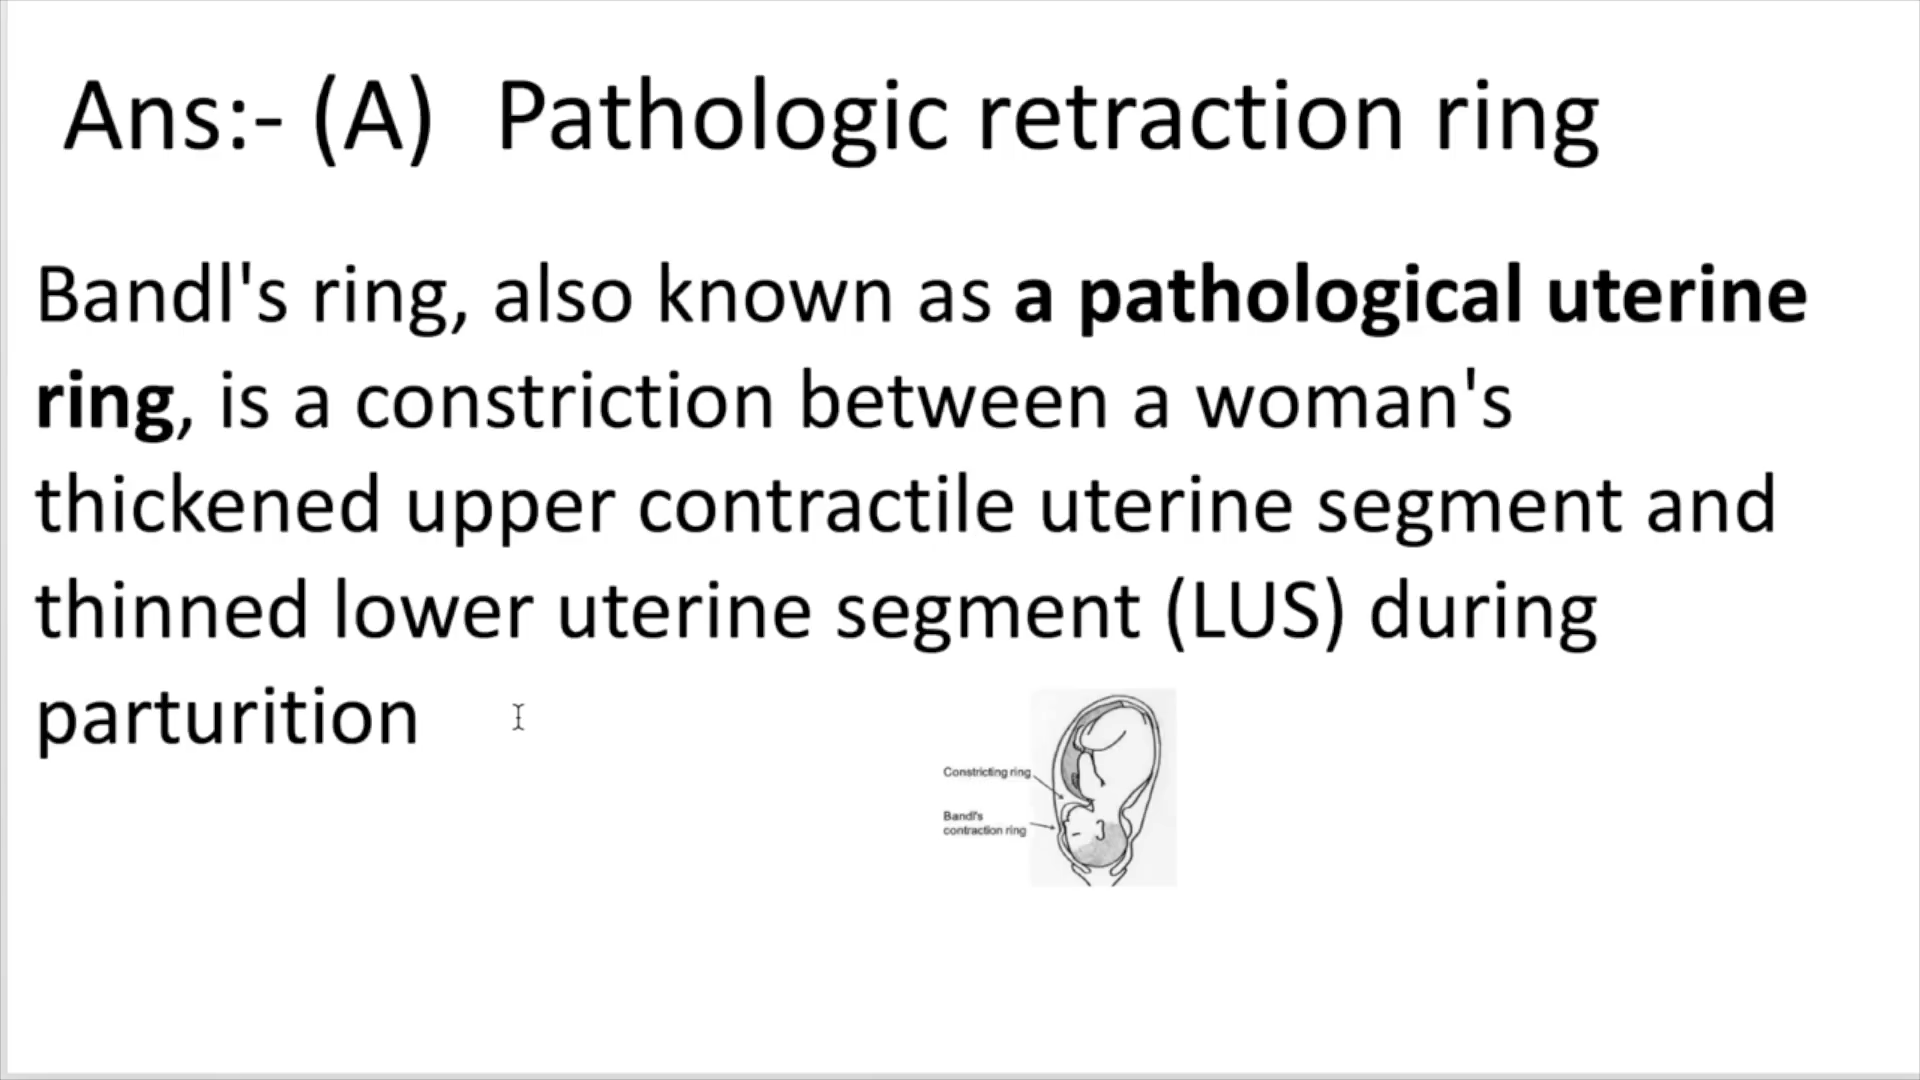 Ans:- (A) Pathologic retraction ring
Bandl's ring, also known as a pathological uterine
ring, is a constriction between a woman's
thickened upper contractile uterine segment and
thinned lower uterine segment (LUS) during
parturition
Constricting ring
Bandl's
contraction ring